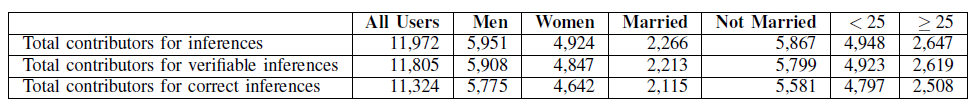 All Users Men Women Married Not Married < 25 ≥ 25
Total contributors for inferences 11,972 5,951 4,924 2,266 5,867 4,948 2,647
Total contributors for verifiable inferences 11,805 5,908 4,847 2,213 5,799 4,923 2,619
Total contributors for correct inferences 11,324 5,775 4,642 2,115 5,581 4,797 2,508